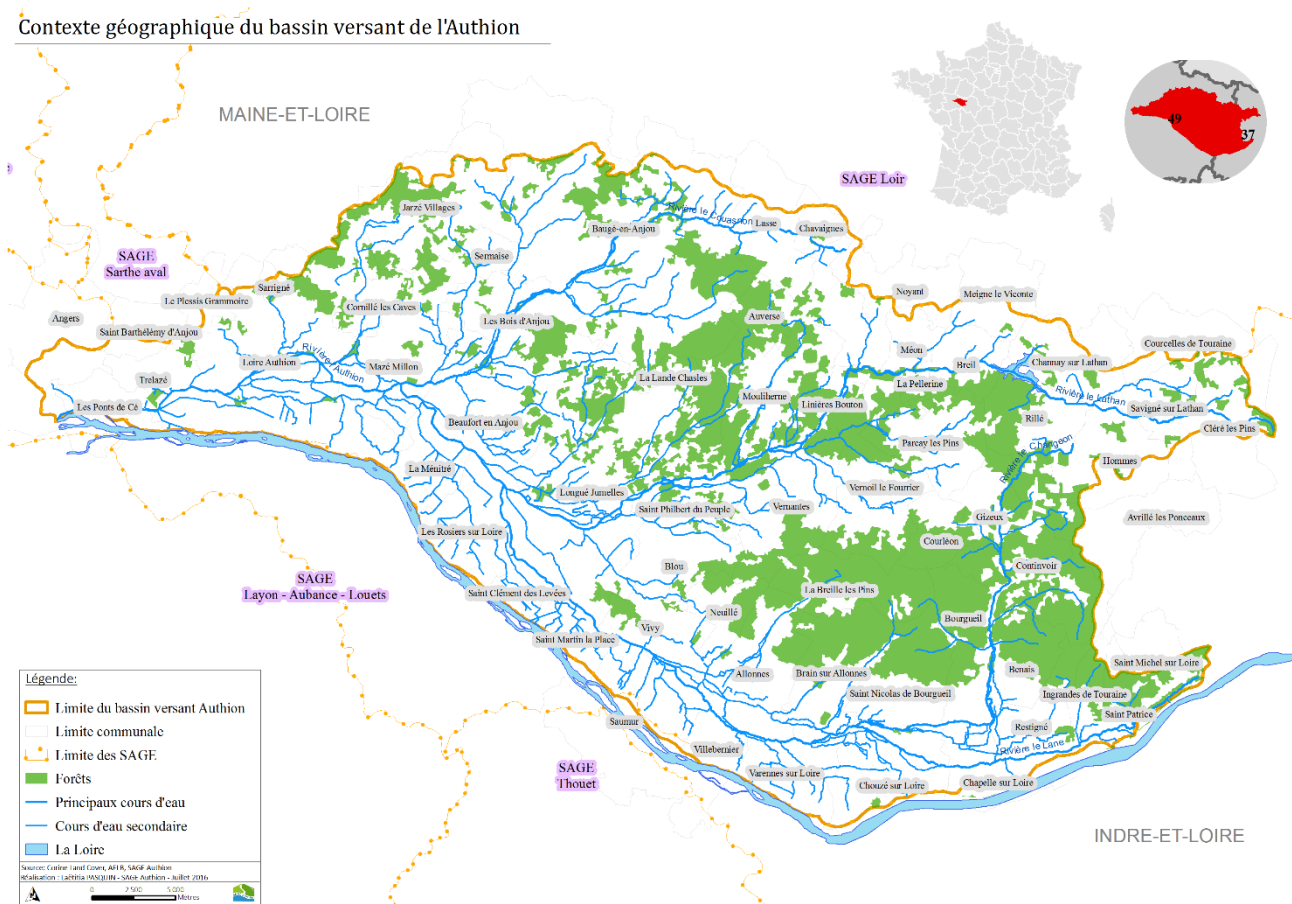 Contexte géographique du bassin versant de l'Authion
MAINE-ET-LOIRE
49
37
SAGE Loir
Jarzé Villages
Rivière le Couasnon
Lasse
Baugé-en-Anjou
Chavaignes
SAGE
Sarthe aval
Sermaise
Sarrigné
Le Plessis Grammoire
Noyant
Meigne le Viconte
Cornillé les Caves
Angers
Saint Barthélémy d'Anjou
Les Bois d'Anjou
Auverse
Courcelles de Touraine
Rivière Authion
Loire Authion
Mazé Millon
Méon
Breil
Channay sur Lathan
Trelazé
La Lande Chasles
La Pellerine
Mouliherne
Linières Bouton
Rivière le Lathan
Les Ponts de Cé
Savigné sur Lathan
Beaufort en Anjou
Rillé
Cléré les Pins
Parcay les Pins
Rivière le Changeon
Hommes
La Ménitré
Longué Jumelles
Vernoil le Fourrier
Saint Philbert du Peuple
Vernantes
Gizeux
Avrillé les Ponceaux
Les Rosiers sur Loire
Courléon
Blou
Continvoir
SAGE
Layon - Aubance - Louets
Saint Clément des Levées
La Breille les Pins
Neuillé
Bourgueil
Vivy
Saint Martin la Place
Saint Michel sur Loire
Benais
Allonnes
Brain sur Allonnes
Saint Nicolas de Bourgueil
Ingrandes de Touraine
Saint Patrice
Saumur
Restigné
Villebernier
Rivière le Lane
SAGE
Thouet
Varennes sur Loire
Chouzé sur Loire
Chapelle sur Loire
INDRE-ET-LOIRE
Légende:
Limite du bassin versant Authion
Limite communale
Limite des SAGE
Forêts
Principaux cours d'eau
Cours d'eau secondaire
La Loire
Source: Corine Land Cover, AELB, SAGE Authion
Réalisation : Laëtitia PASQUIN - SAGE Authion - Juillet 2016
0 2 500 5 000
Mètres